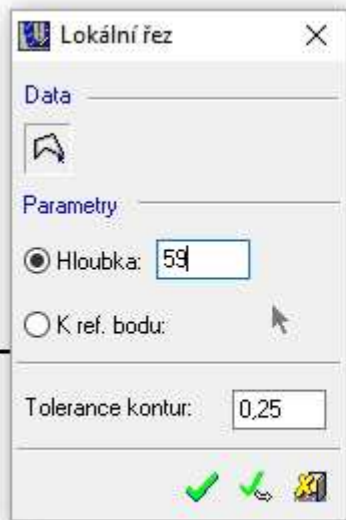 Lokální řez
Data
Parametry
Hloubka: 59
K ref. bodu:
Tolerance kontur: 0,25